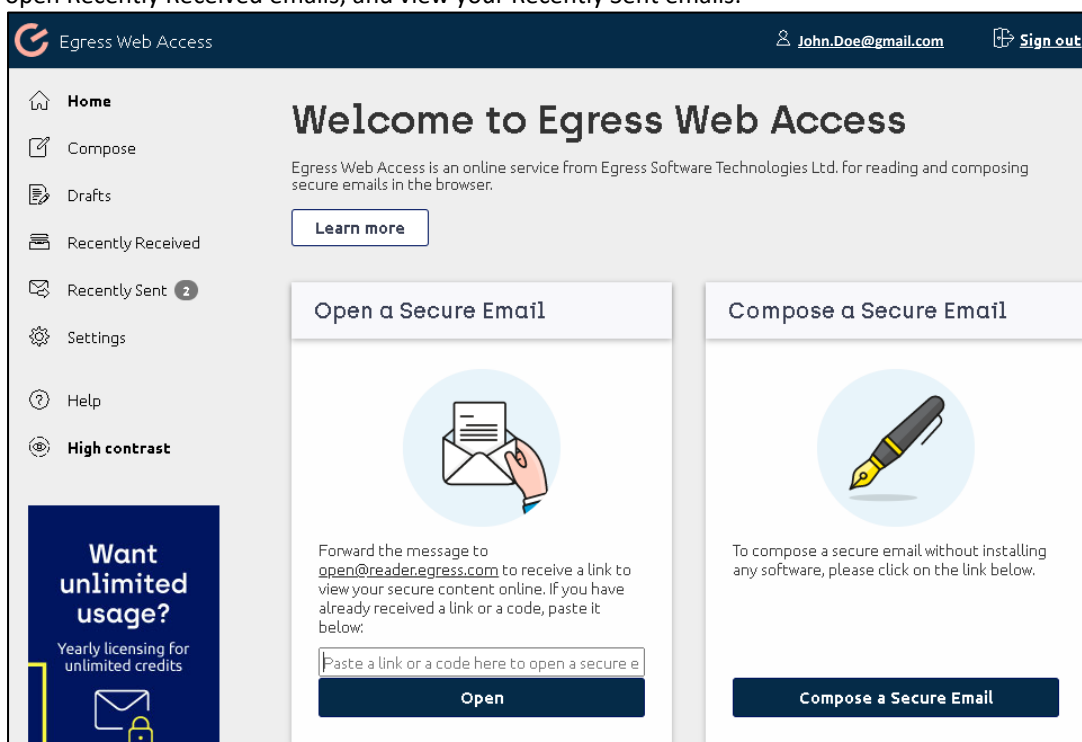 open Recently Received emails, and view your Recently Sent emails.
Egress Web Access
John.Doe@gmail.com
Sign out
Home
Compose
Drafts
Recently Received
Recently Sent 2
Settings
Help
High contrast
Want
unlimited
usage?
Yearly licensing for
unlimited credits
Welcome to Egress Web Access
Egress Web Access is an online service from Egress Software Technologies Ltd. for reading and composing
secure emails in the browser.
Learn more
Open a Secure Email
Forward the message to
open@reader.egress.com to receive a link to
view your secure content online. If you have
already received a link or a code, paste it
below:
Paste a link or a code here to open a secure e
Open
Compose a Secure Email
To compose a secure email without installing
any software, please click on the link below.
Compose a Secure Email